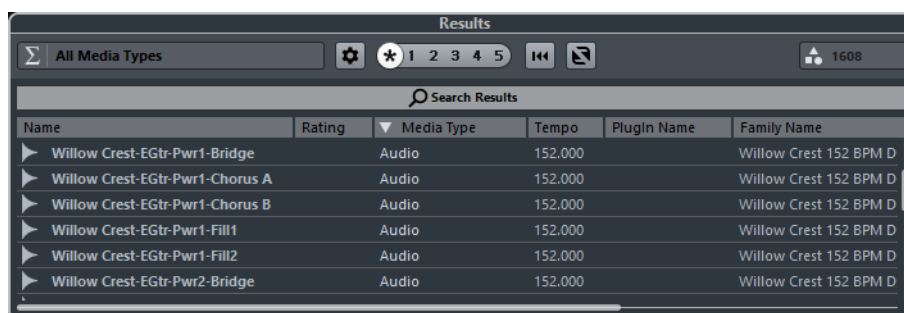 Results
All Media Types * 1 2 3 4 5 1608
Search Results
Name Rating Media Type Tempo PlugIn Name Family Name
Willow Crest-EGtr-Pwr1-Bridge Audio 152.000 Willow Crest 152 BPM D
Willow Crest-EGtr-Pwr1-Chorus A Audio 152.000 Willow Crest 152 BPM D
Willow Crest-EGtr-Pwr1-Chorus B Audio 152.000 Willow Crest 152 BPM D
Willow Crest-EGtr-Pwr1-Fill1 Audio 152.000 Willow Crest 152 BPM D
Willow Crest-EGtr-Pwr1-Fill2 Audio 152.000 Willow Crest 152 BPM D
Willow Crest-EGtr-Pwr2-Bridge Audio 152.000 Willow Crest 152 BPM D